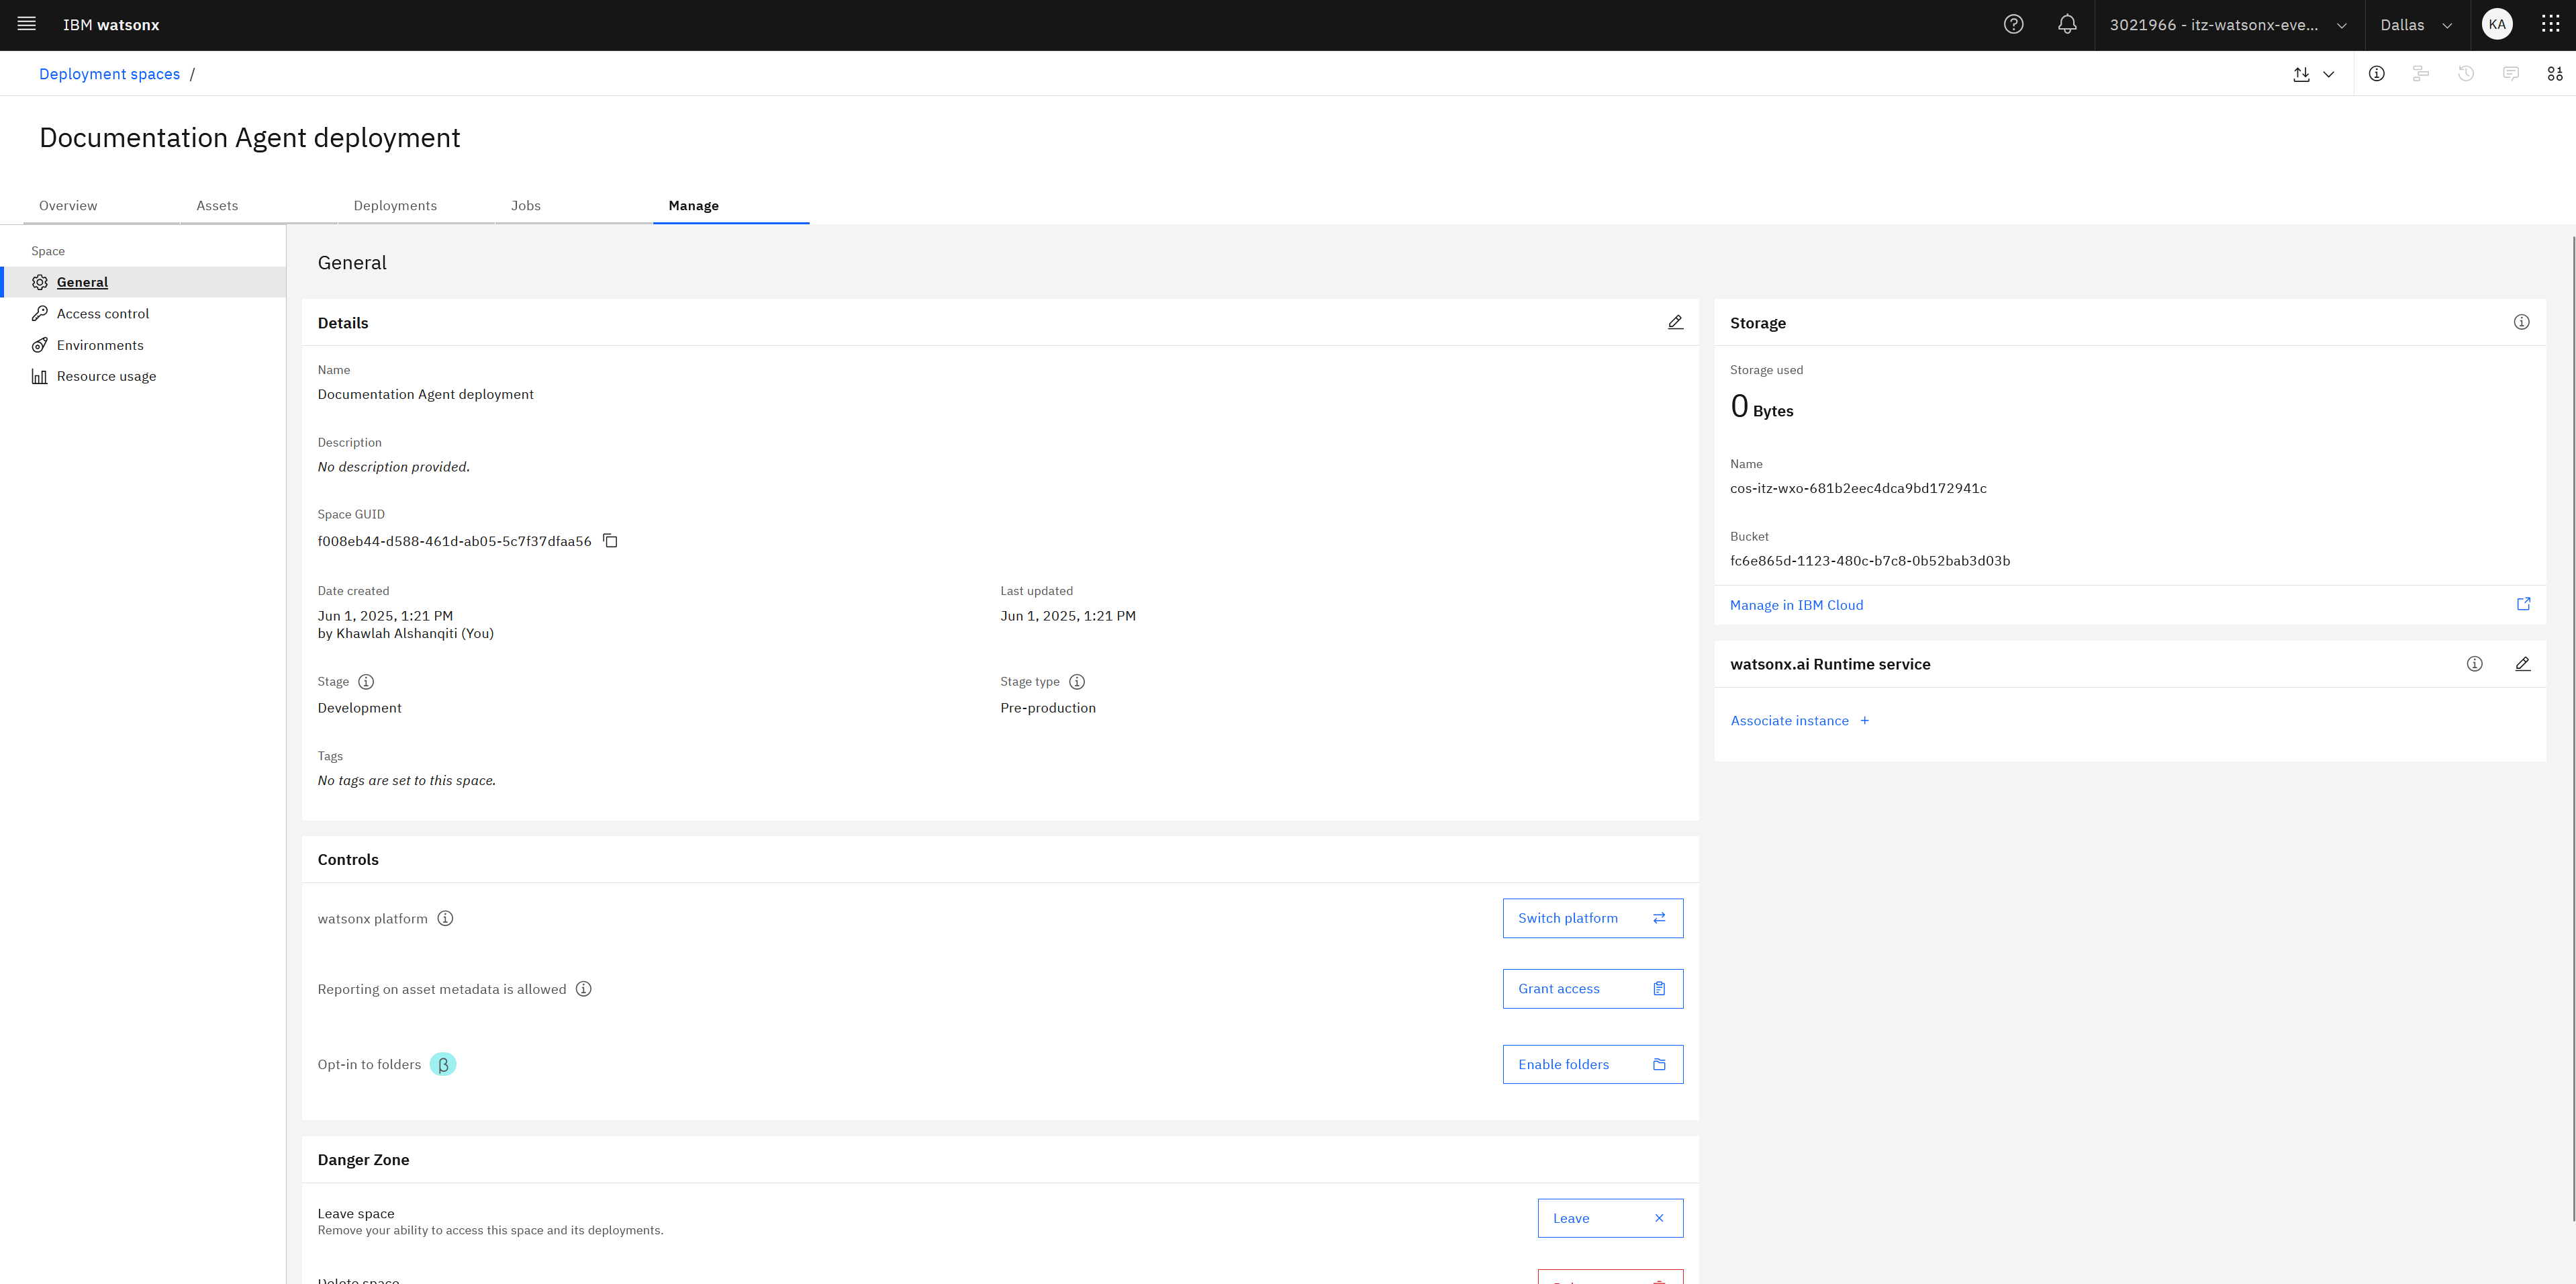 IBM watsonx
3021966 - itz-watsonx-eve...
Dallas
KA
Deployment spaces /
Documentation Agent deployment
Overview
Assets
Deployments
Jobs
Manage
Space
General
Access control
Environments
Resource usage
General
Details
Name
Documentation Agent deployment
Description
No description provided.
Space GUID
f008eb44-d588-461d-ab05-5c7f37dfaa56
Date created
Jun 1, 2025, 1:21 PM
by Khawlah Alshanqiti (You)
Last updated
Jun 1, 2025, 1:21 PM
Stage
Development
Stage type
Pre-production
Tags
No tags are set to this space.
Controls
watsonx platform
Switch platform
Reporting on asset metadata is allowed
Grant access
Opt-in to folders β
Enable folders
Danger Zone
Leave space
Remove your ability to access this space and its deployments.
Leave
Delete space
Storage
Storage used
0 Bytes
Name
cos-itz-wxo-681b2eec4dca9bd172941c
Bucket
fc6e865d-1123-480c-b7c8-0b52bab3d03b
Manage in IBM Cloud
watsonx.ai Runtime service
Associate instance +